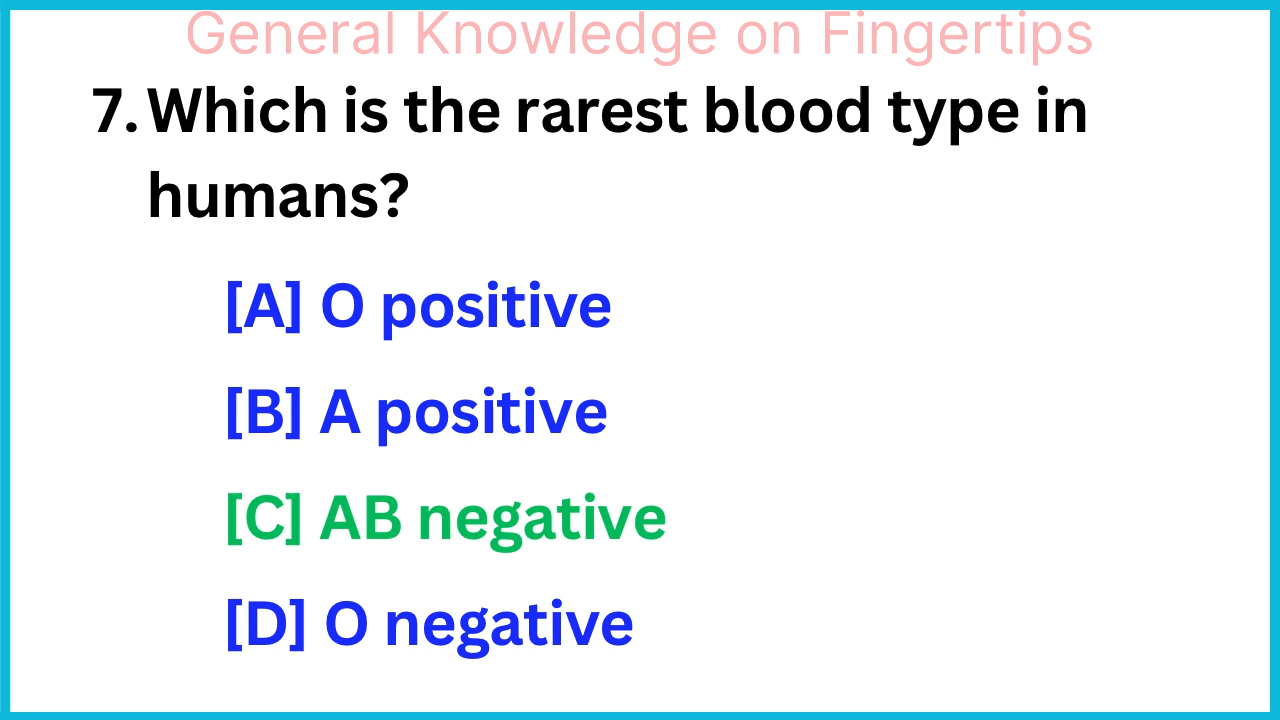 General Knowledge on Fingertips
7. Which is the rarest blood type in
humans?
[A] O positive
[B] A positive
[C] AB negative
[D] O negative